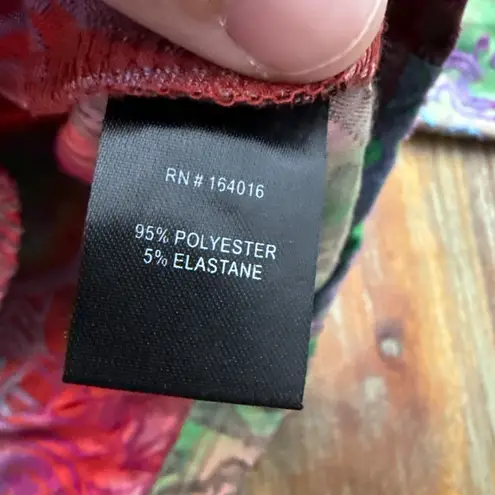 RN # 164016
95% POLYESTER
5% ELASTANE